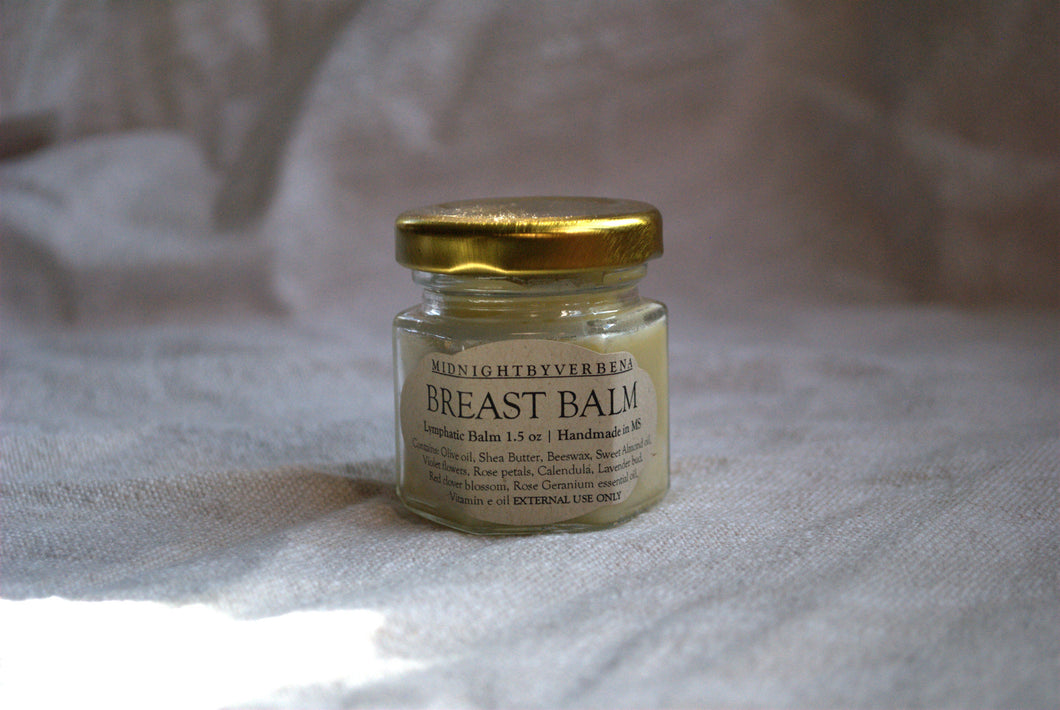 MIDNIGHTBYVERBENA
BREAST BALM
Lymphatic Balm 1.5 oz | Handmade in MS
Contains: Olive oil, Shea Butter, Beeswax, Sweet Almond oil,
Violet flowers, Rose petals, Calendula, Lavender bud,
Red clover blossom, Rose Geranium essential oil,
Vitamin e oil EXTERNAL USE ONLY